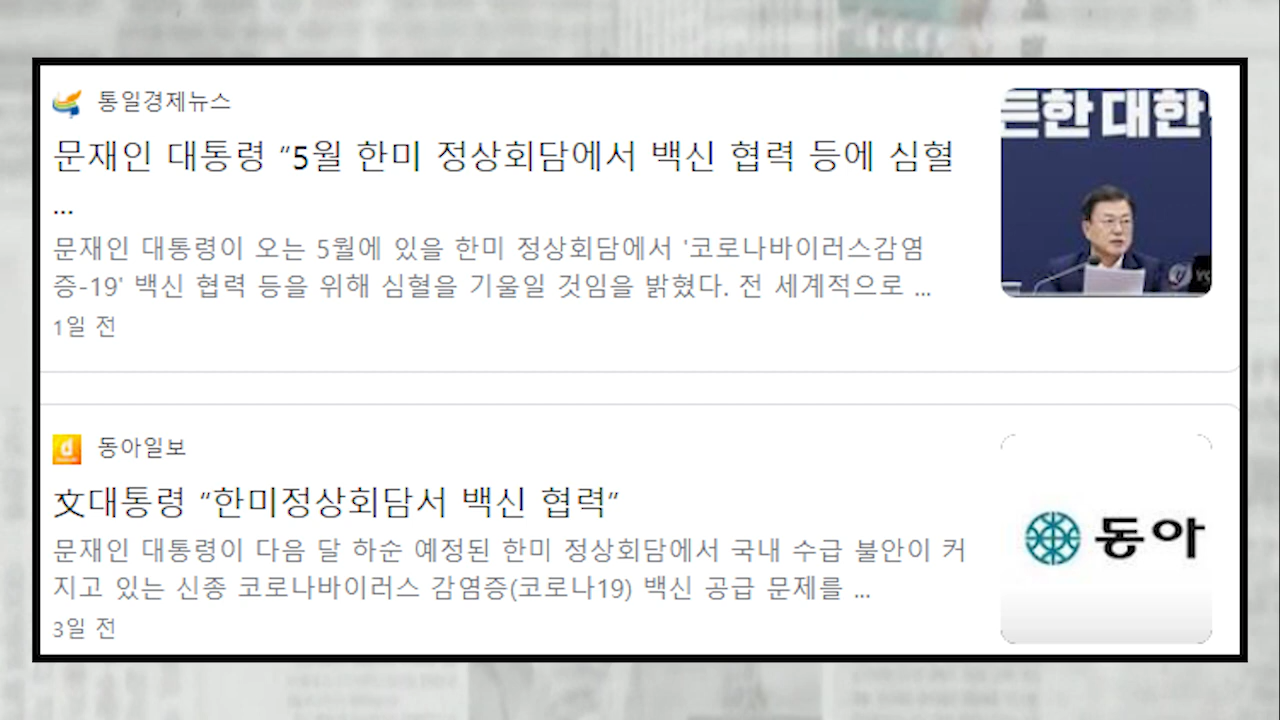 통일경제뉴스
문재인 대통령 “5월 한미 정상회담에서 백신 협력 등에 심혈
...
문재인 대통령이 오는 5월에 있을 한미 정상회담에서 '코로나바이러스감염
증-19' 백신 협력 등을 위해 심혈을 기울일 것임을 밝혔다. 전 세계적으로 ...
1일 전
든한 대한
동아일보
文대통령 “한미정상회담서 백신 협력”
문재인 대통령이 다음 달 하순 예정된 한미 정상회담에서 국내 수급 불안이 커
지고 있는 신종 코로나바이러스 감염증(코로나19) 백신 공급 문제를 ...
3일 전
동아